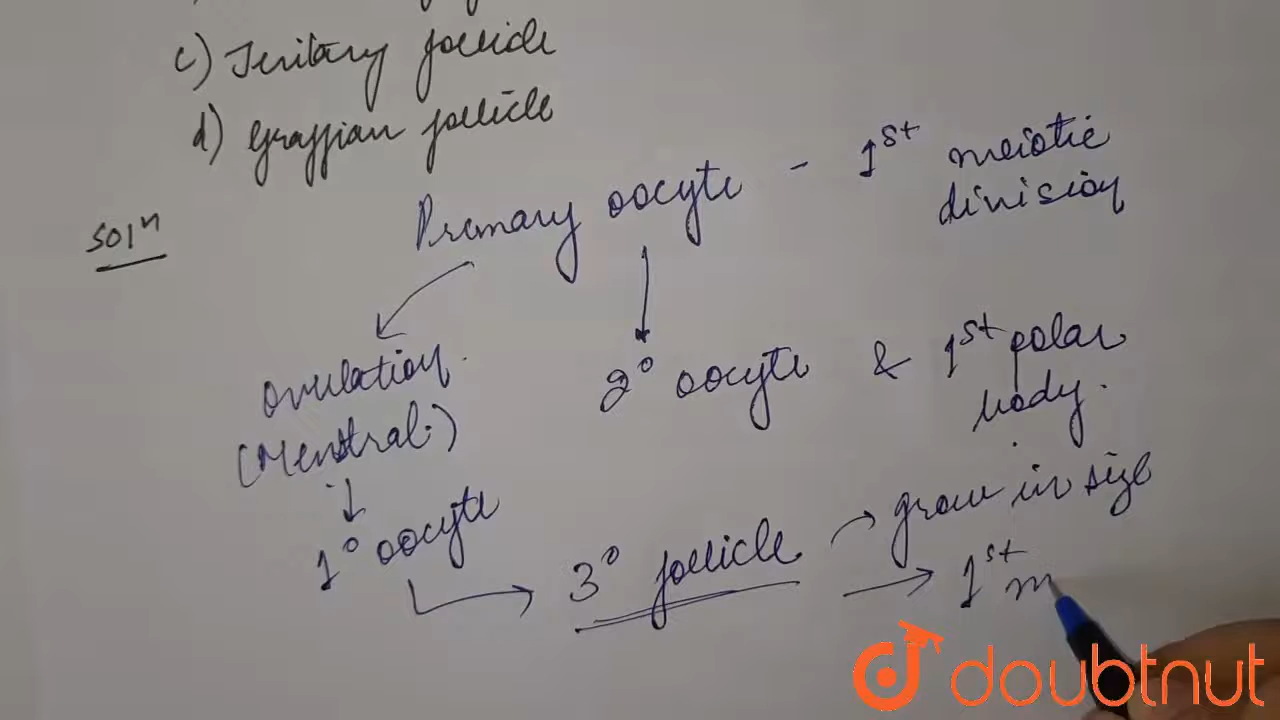 c) Teritary follicle
d) Graffian follicle
Solⁿ
Primary oocyte - 1st meiotic
division
ovulation.
(Menstral.)
2° oocyte & 1st polar
body.
1° oocyte
3° follicle
grow in size
1st m
doubtnut